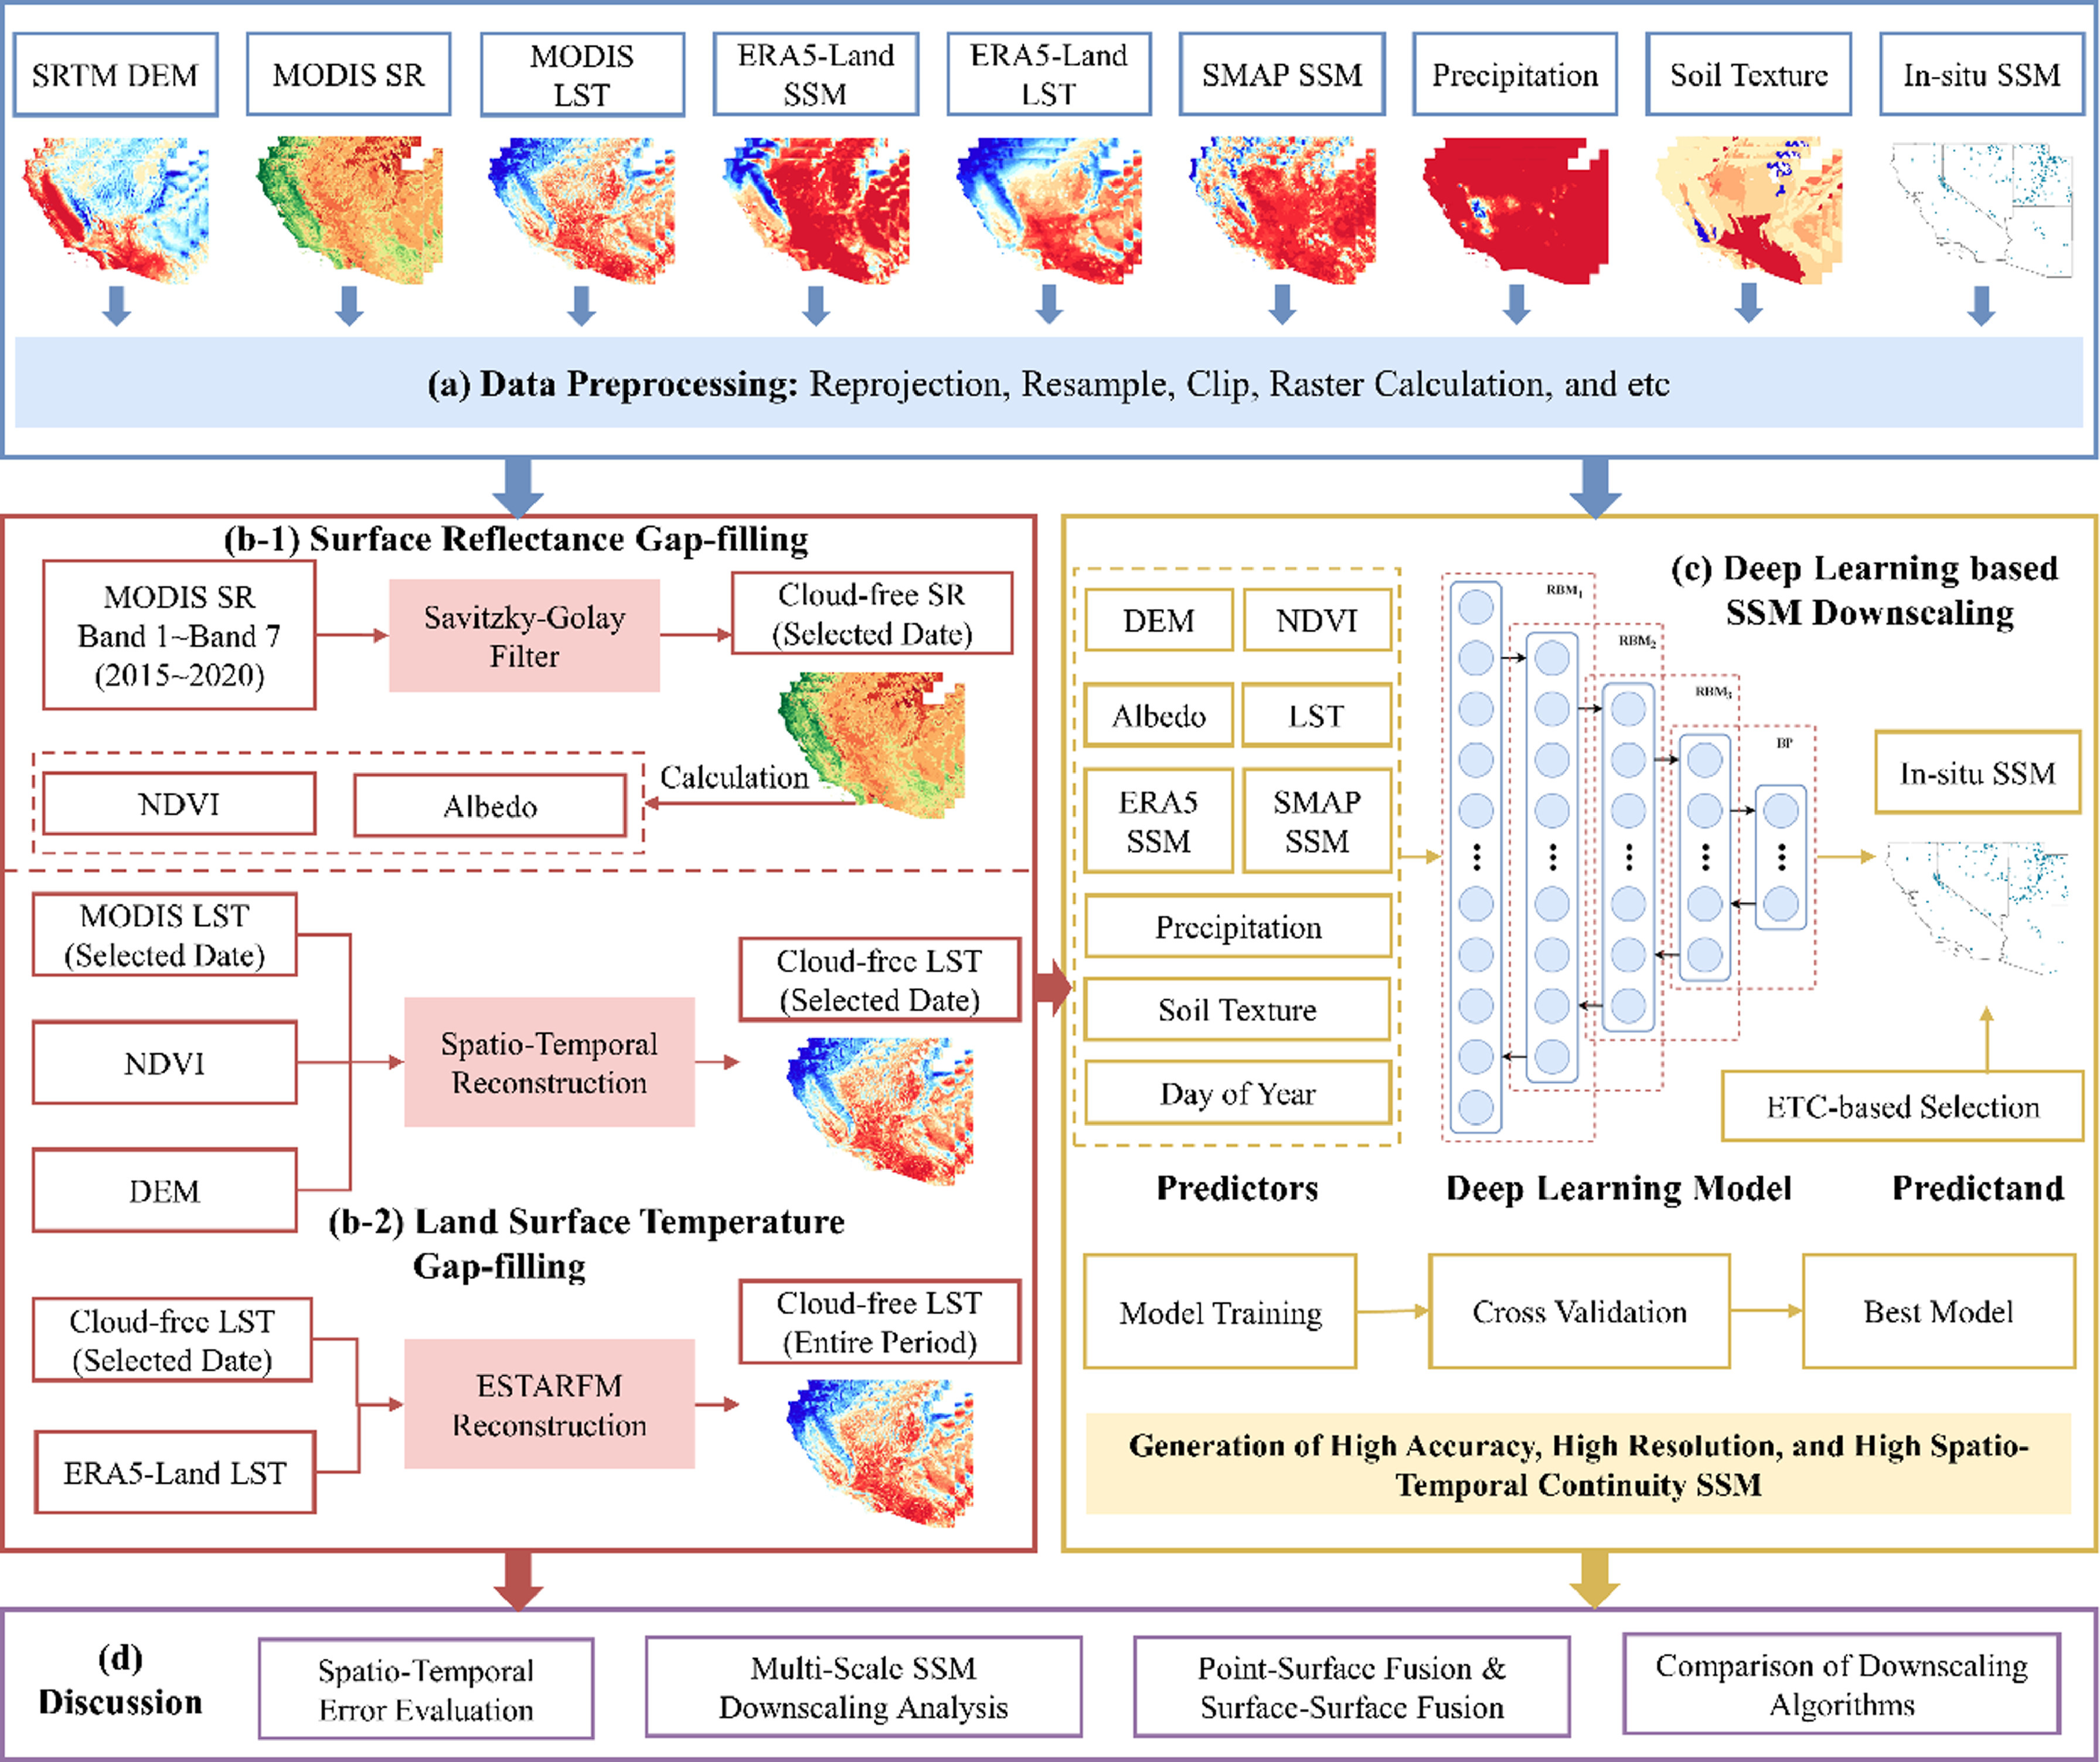 SRTM DEM
MODIS SR
MODIS
LST
ERA5-Land
SSM
ERA5-Land
LST
SMAP SSM
Precipitation
Soil Texture
In-situ SSM
(a) Data Preprocessing: Reprojection, Resample, Clip, Raster Calculation, and etc
(b-1) Surface Reflectance Gap-filling
MODIS SR
Band 1~Band 7
(2015~2020)
Savitzky-Golay
Filter
Cloud-free SR
(Selected Date)
NDVI
Albedo
Calculation
MODIS LST
(Selected Date)
NDVI
DEM
Spatio-Temporal
Reconstruction
Cloud-free LST
(Selected Date)
(b-2) Land Surface Temperature
Gap-filling
Cloud-free LST
(Selected Date)
ERA5-Land LST
ESTARFM
Reconstruction
Cloud-free LST
(Entire Period)
(c) Deep Learning based
SSM Downscaling
DEM
NDVI
Albedo
LST
ERA5
SSM
SMAP
SSM
Precipitation
Soil Texture
Day of Year
RBM1
RBM2
RBM3
BP
In-situ SSM
ETC-based Selection
Predictors
Deep Learning Model
Predictand
Model Training
Cross Validation
Best Model
Generation of High Accuracy, High Resolution, and High Spatio-
Temporal Continuity SSM
(d)
Discussion
Spatio-Temporal
Error Evaluation
Multi-Scale SSM
Downscaling Analysis
Point-Surface Fusion &
Surface-Surface Fusion
Comparison of Downscaling
Algorithms